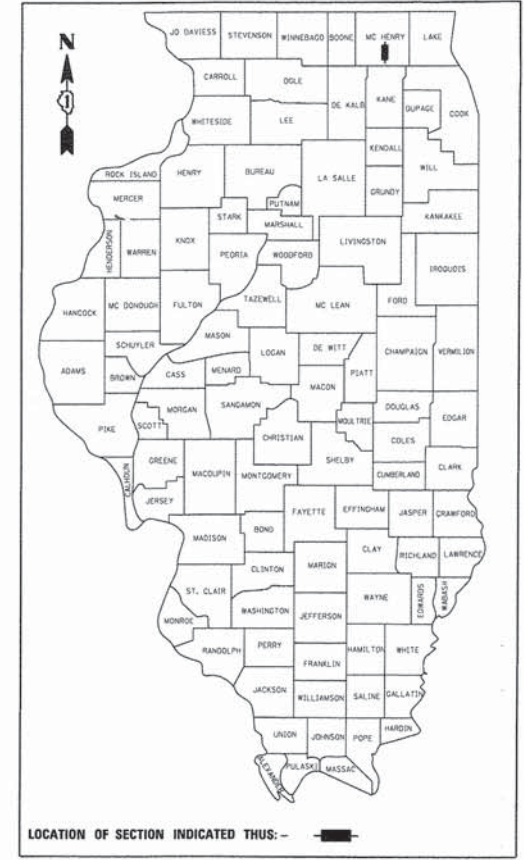 JO DAVIESS STEVENSON WINNEBAGO BOONE MC HENRY LAKE
N
CARROLL OGLE DE KALB KANE DUPAGE COOK
1
WHITESIDE LEE
KENDALL WILL
ROCK ISLAND HENRY BUREAU LA SALLE GRUNDY
MERCER PUTNAM KANKAKEE
STARK MARSHALL
HENDERSON WARREN KNOX PEORIA WOODFORD LIVINGSTON IROQUOIS
TAZEWELL MC LEAN FORD
HANCOCK MC DONOUGH FULTON
MASON
SCHUYLER LOGAN DE WITT CHAMPAIGN VERMILION
ADAMS BROWN CASS MENARD MACON PIATT
MORGAN SANGAMON DOUGLAS
PIKE SCOTT CHRISTIAN MOULTRIE COLES EDGAR
GREENE SHELBY
CALHOUN MACOUPIN MONTGOMERY CUMBERLAND CLARK
JERSEY
FAYETTE EFFINGHAM JASPER CRAWFORD
MADISON BOND
CLAY RICHLAND LAWRENCE
CLINTON MARION
ST. CLAIR WAYNE EDWARDS WABASH
MONROE WASHINGTON JEFFERSON
RANDOLPH PERRY HAMILTON WHITE
FRANKLIN
JACKSON WILLIAMSON SALINE GALLATIN
UNION JOHNSON POPE HARDIN
ALEXANDER PULASKI MASSAC
LOCATION OF SECTION INDICATED THUS: -